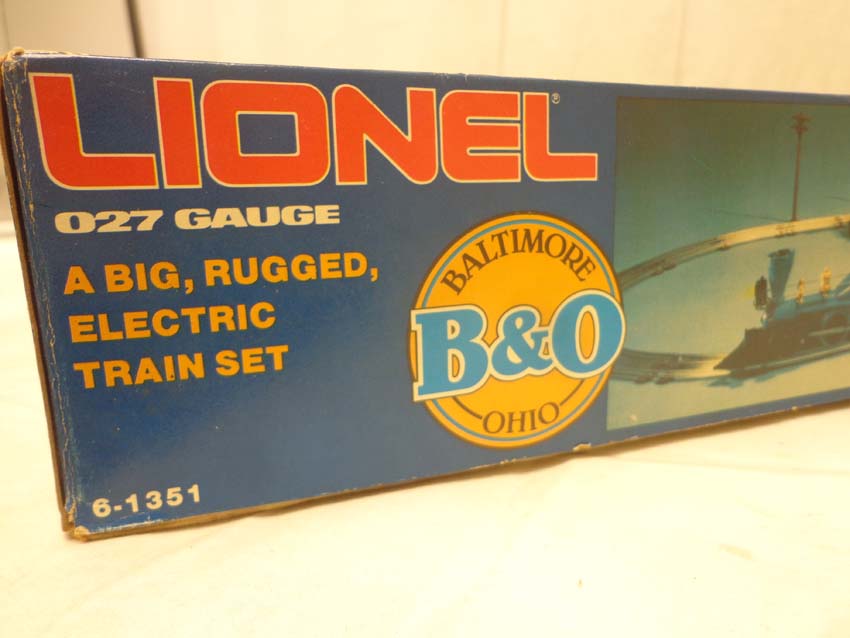 LIONEL®
027 GAUGE
A BIG, RUGGED,
ELECTRIC
TRAIN SET
BALTIMORE
B&O
OHIO
6-1351